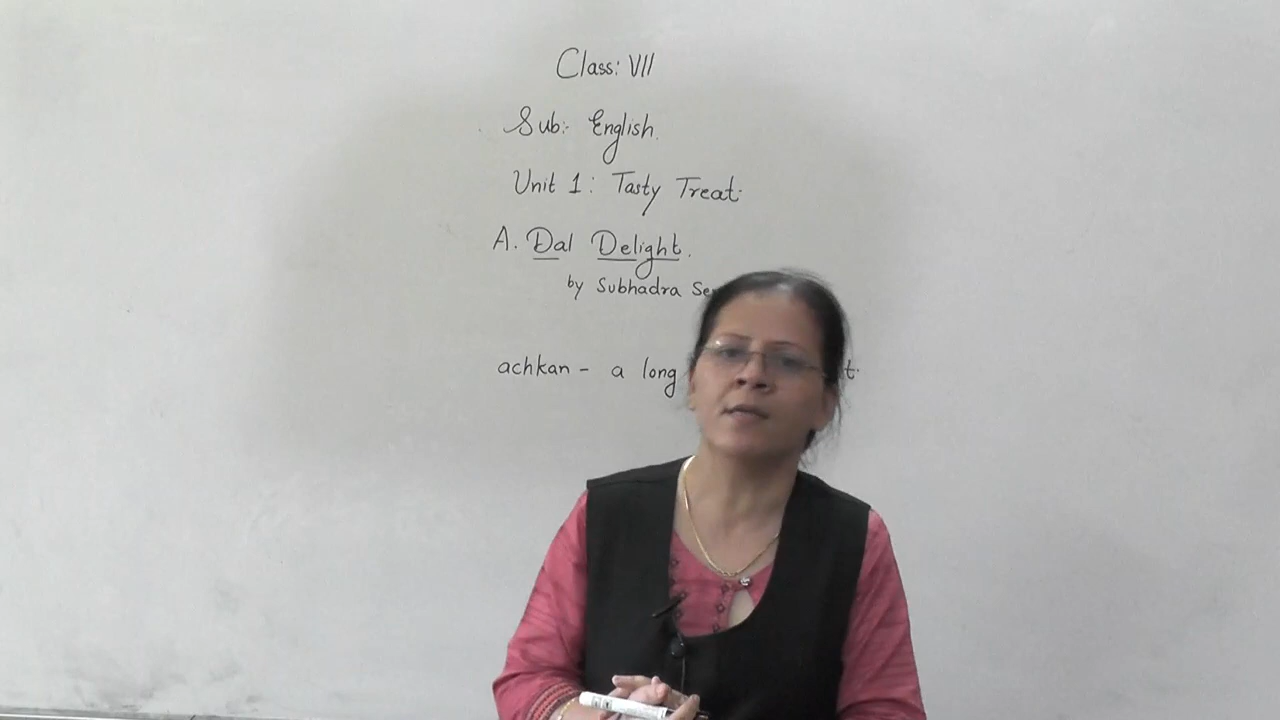 Class: VII
Sub:- English.
Unit 1: Tasty Treat.
A. Dal Delight.
by Subhadra
achkan - a long